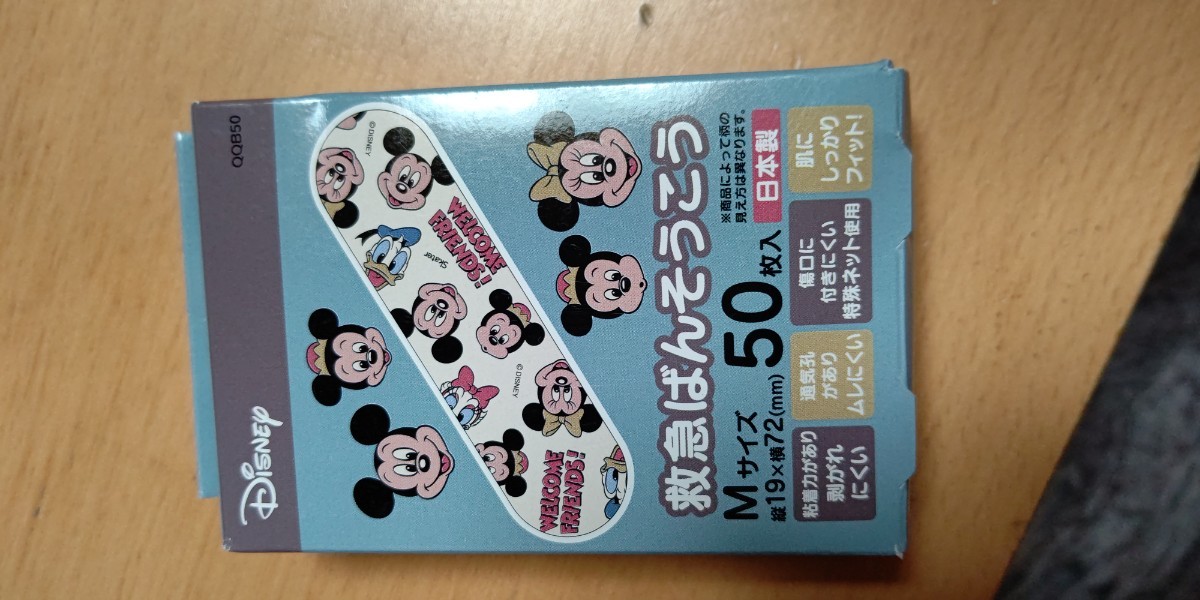 QQB50
Disney
© DISNEY
WELCOME
FRIENDS!
Skater
© DISNEY
WELCOME
FRIENDS!
救急ばんそうこう
Mサイズ
縦19×横72(mm)
50枚入
※商品によって柄の
見え方は異なります。
日本製
粘着力があり
剥がれ
にくい
通気孔
があり
ムレにくい
傷口に
付きにくい
特殊ネット使用
肌に
しっかり
フィット!